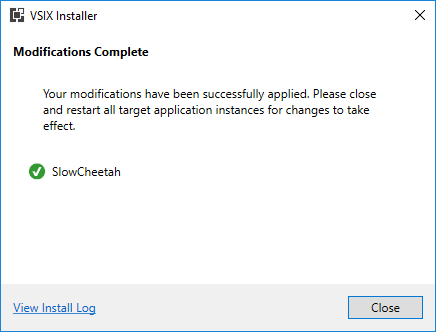 VSIX Installer
Modifications Complete
Your modifications have been successfully applied. Please close
and restart all target application instances for changes to take
effect.
SlowCheetah
View Install Log
Close